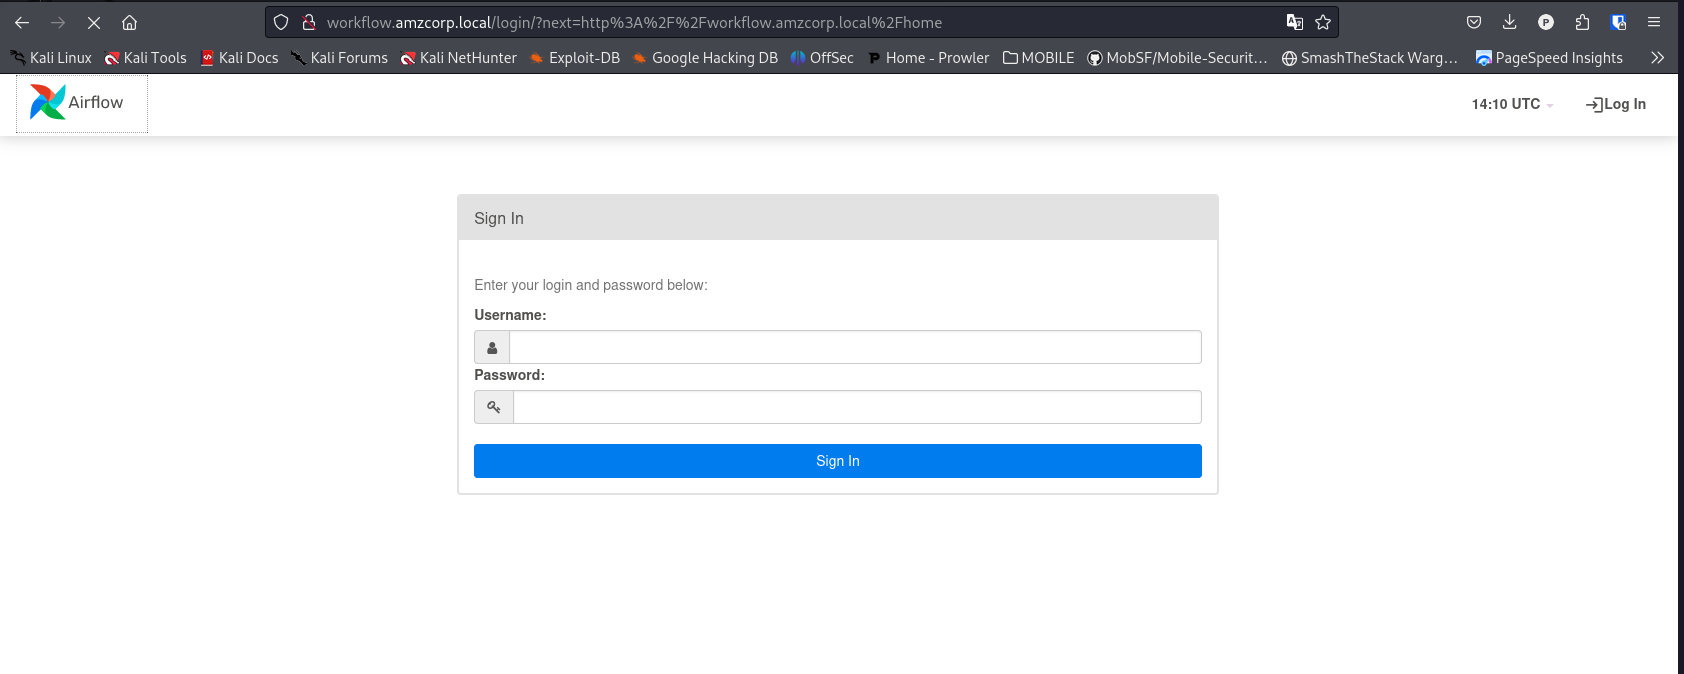 workflow.amzcorp.local/login/?next=http%3A%2F%2Fworkflow.amzcorp.local%2Fhome
Kali Linux Kali Tools Kali Docs Kali Forums Kali NetHunter Exploit-DB Google Hacking DB OffSec Home - Prowler MOBILE MobSF/Mobile-Securit… SmashTheStack Warg… PageSpeed Insights
Airflow 14:10 UTC Log In
Sign In
Enter your login and password below:
Username:
Password:
Sign In